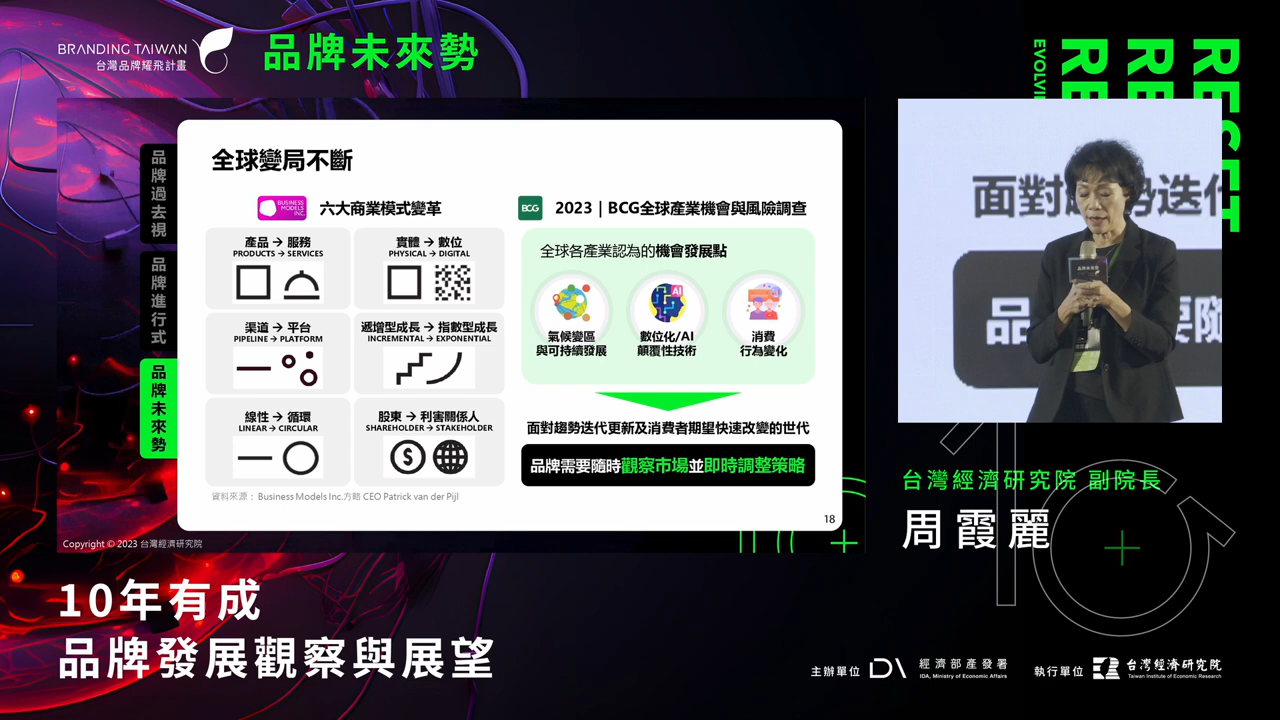 BRANDING TAIWAN
台灣品牌耀飛計畫
品牌未來勢
EVOLVI
RE
RE
RESET
品牌過去視
品牌進行式
品牌未來勢
全球變局不斷
BUSINESS
MODELS
INC.
六大商業模式變革
產品 → 服務
PRODUCTS → SERVICES
實體 → 數位
PHYSICAL → DIGITAL
渠道 → 平台
PIPELINE → PLATFORM
遞增型成長 → 指數型成長
INCREMENTAL → EXPONENTIAL
線性 → 循環
LINEAR → CIRCULAR
股東 → 利害關係人
SHAREHOLDER → STAKEHOLDER
$
資料來源： Business Models Inc.方略 CEO Patrick van der Pijl
BCG
2023｜BCG全球產業機會與風險調查
全球各產業認為的機會發展點
AI
氣候變區
與可持續發展
數位化/AI
顛覆性技術
消費
行為變化
面對趨勢迭代更新及消費者期望快速改變的世代
品牌需要隨時觀察市場並即時調整策略
18
Copyright © 2023 台灣經濟研究院
面對
勢迭代
品
要隨
台灣經濟研究院 副院長
周霞麗
10年有成
品牌發展觀察與展望
主辦單位
經濟部產發署
IDA, Ministry of Economic Affairs
執行單位
台灣經濟研究院
Taiwan Institute of Economic Research